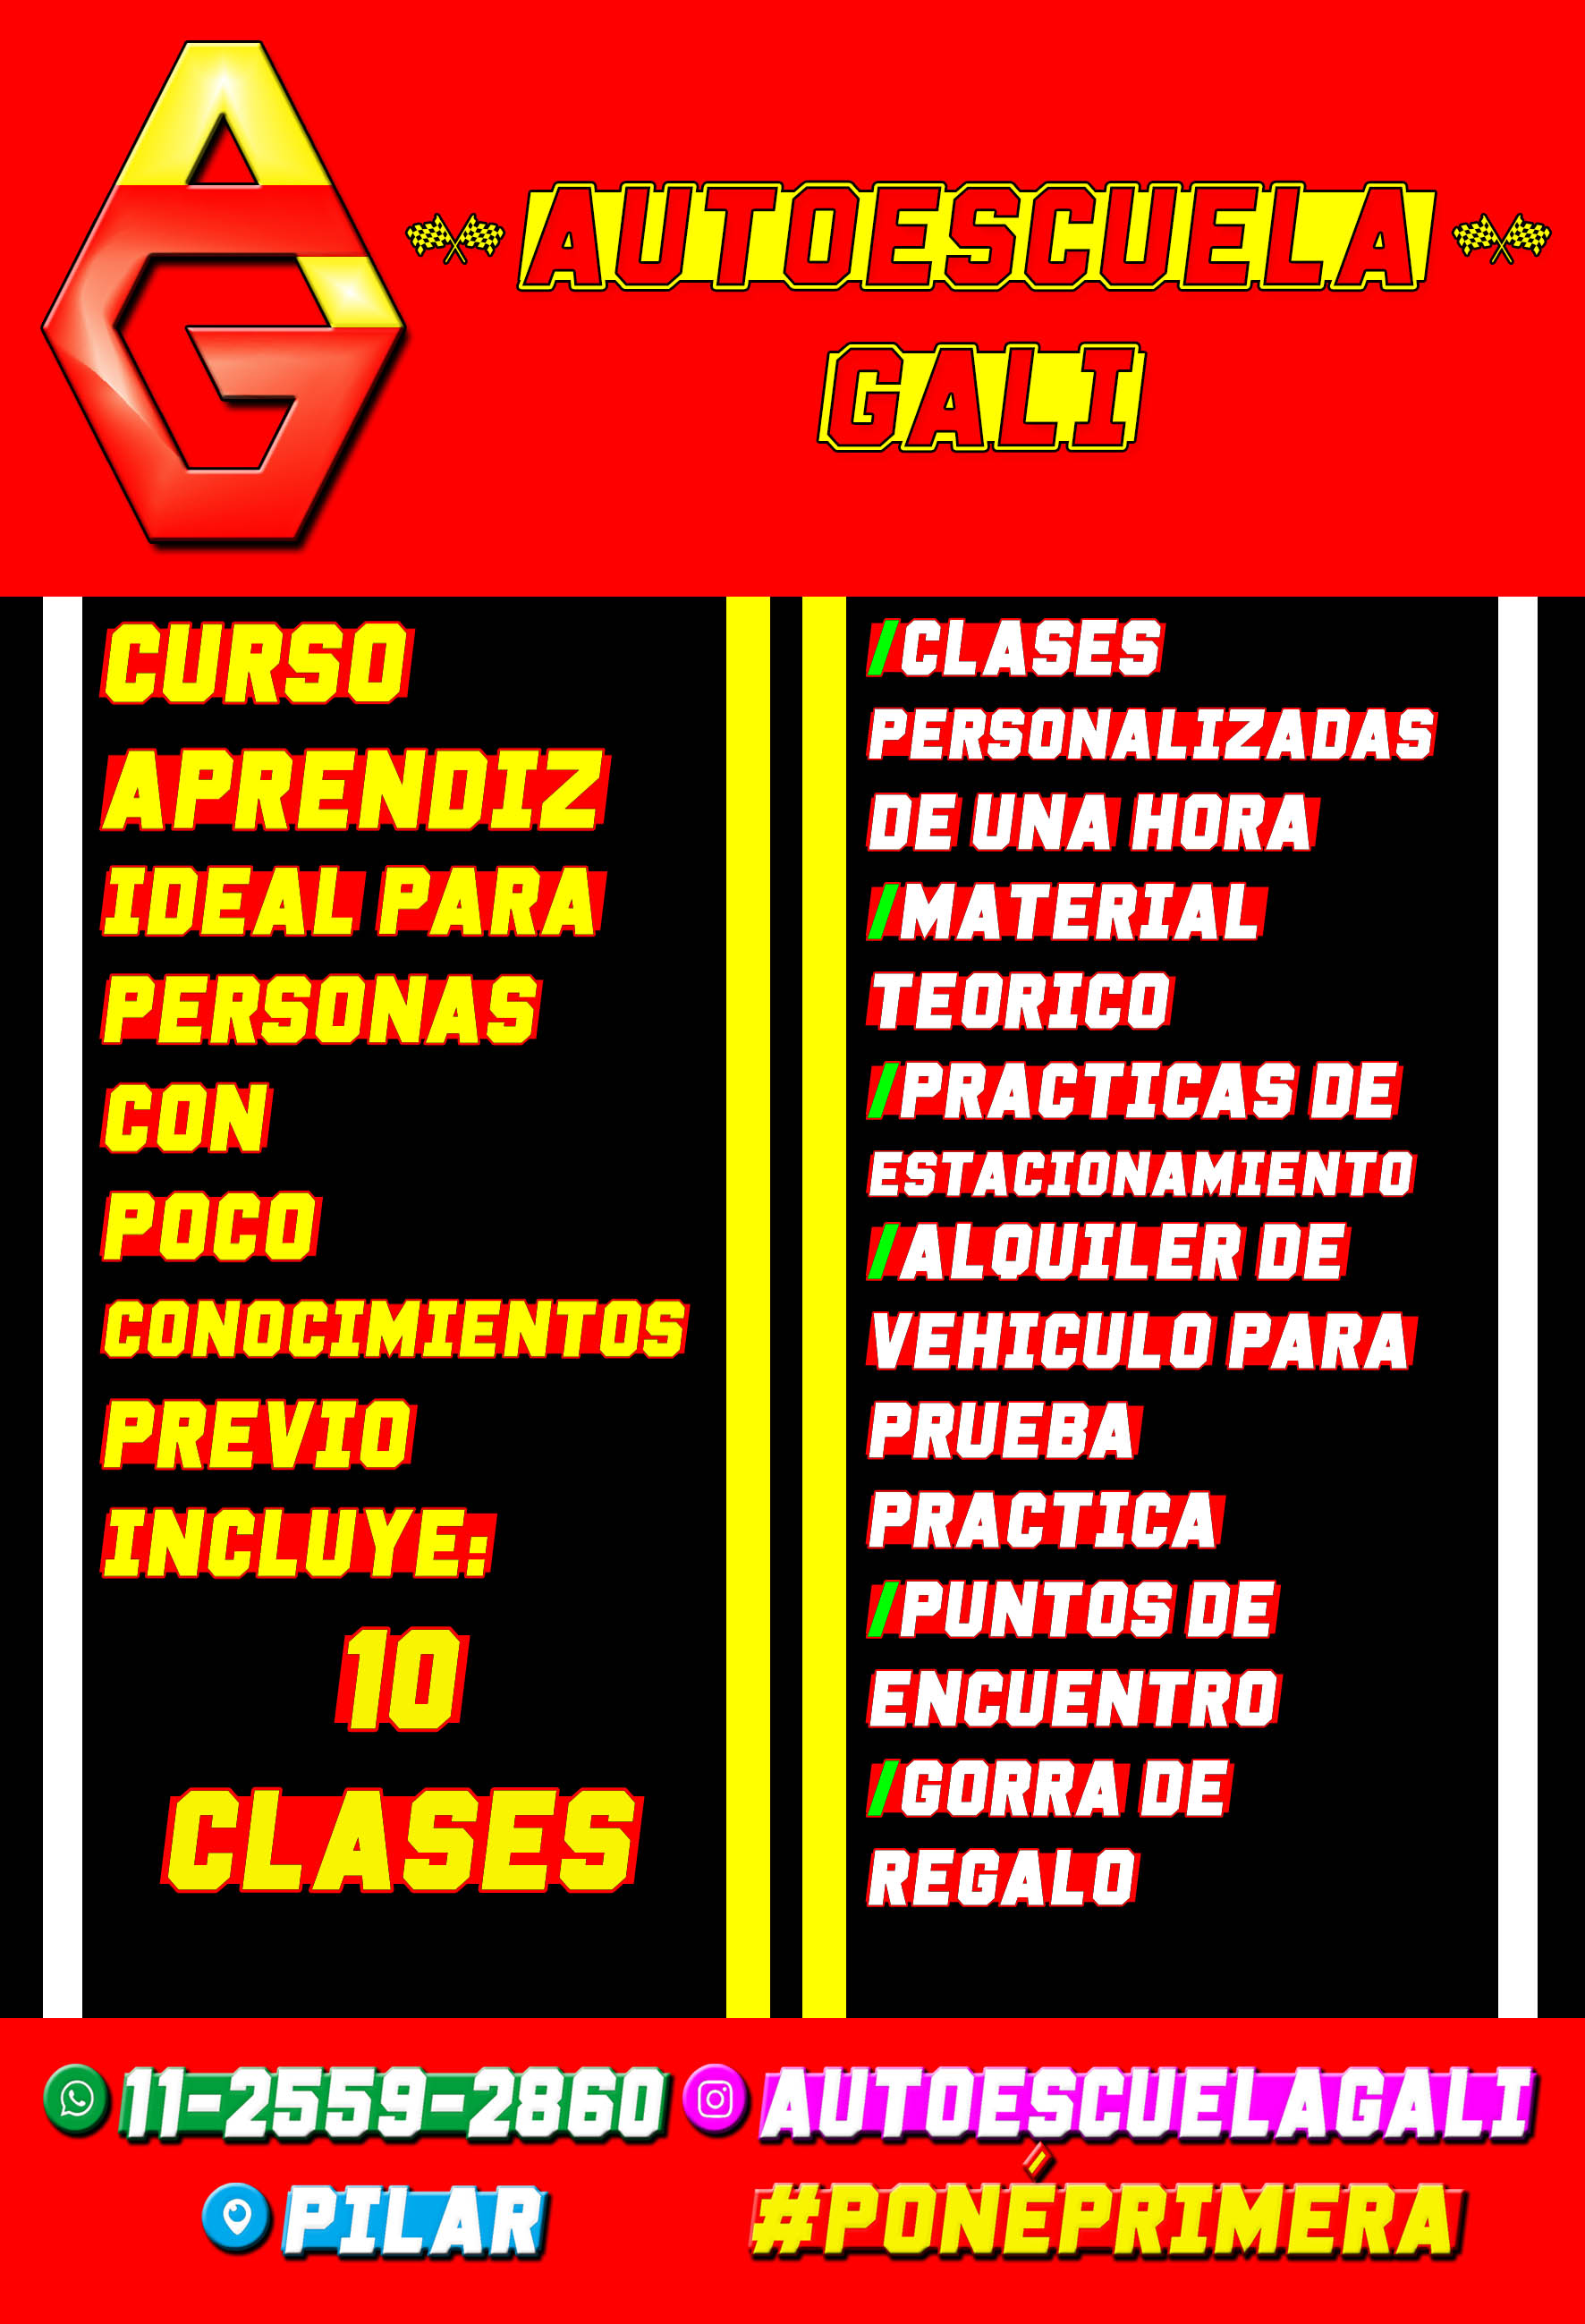 AG
AUTOESCUELA
GALI
CURSO
APRENDIZ
IDEAL PARA
PERSONAS
CON
POCO
CONOCIMIENTOS
PREVIO
INCLUYE:
10
CLASES
/CLASES
PERSONALIZADAS
DE UNA HORA
/MATERIAL
TEORICO
/PRACTICAS DE
ESTACIONAMIENTO
/ALQUILER DE
VEHICULO PARA
PRUEBA
PRACTICA
/PUNTOS DE
ENCUENTRO
/GORRA DE
REGALO
11-2559-2860
AUTOESCUELAGALI
PILAR
#PONÉPRIMERA